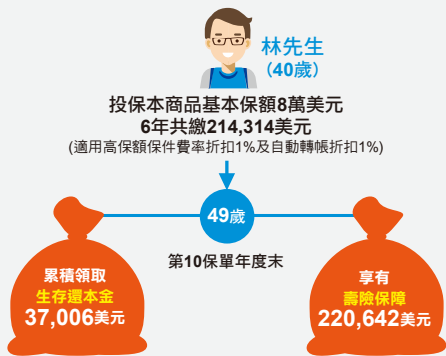 林先生
(40歲)
投保本商品基本保額8萬美元
6年共繳214,314美元
(適用高保額保件費率折扣1%及自動轉帳折扣1%)
49歲
第10保單年度末
累積領取
生存還本金
37,006美元
享有
壽險保障
220,642美元